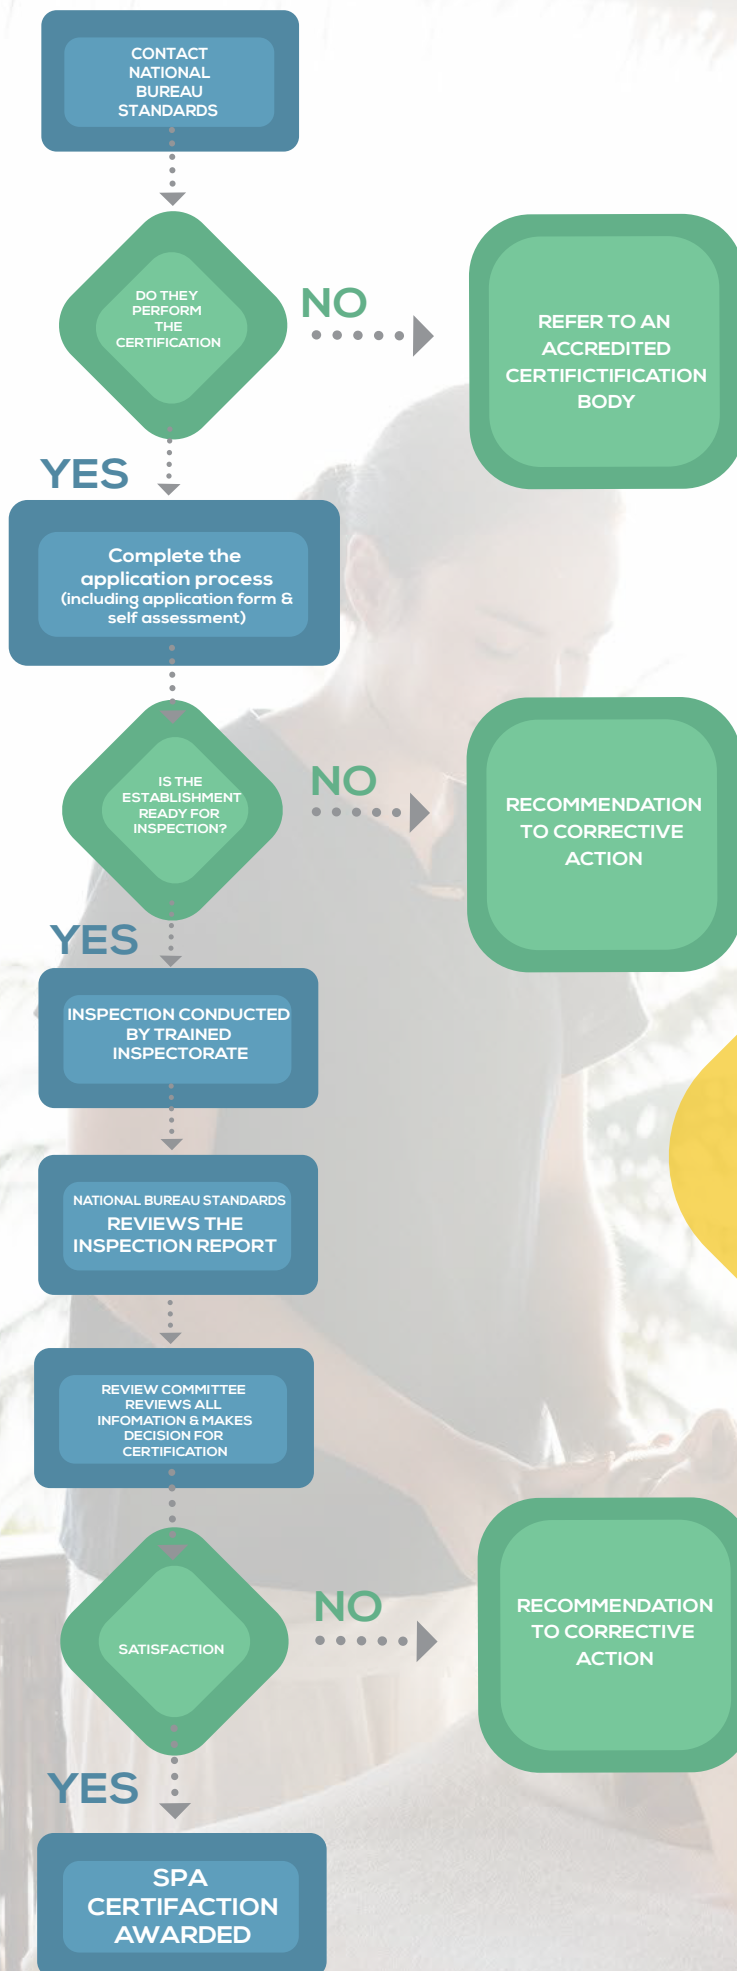 CONTACT
NATIONAL
BUREAU
STANDARDS
DO THEY
PERFORM
THE
CERTIFICATION
NO
REFER TO AN
ACCREDITED
CERTIFICTIFICATION
BODY
YES
Complete the
application process
(including application form &
self assessment)
IS THE
ESTABLISHMENT
READY FOR
INSPECTION?
NO
RECOMMENDATION
TO CORRECTIVE
ACTION
YES
INSPECTION CONDUCTED
BY TRAINED
INSPECTORATE
NATIONAL BUREAU STANDARDS
REVIEWS THE
INSPECTION REPORT
REVIEW COMMITTEE
REVIEWS ALL
INFOMATION & MAKES
DECISION FOR
CERTIFICATION
SATISFACTION
NO
RECOMMENDATION
TO CORRECTIVE
ACTION
YES
SPA
CERTIFACTION
AWARDED